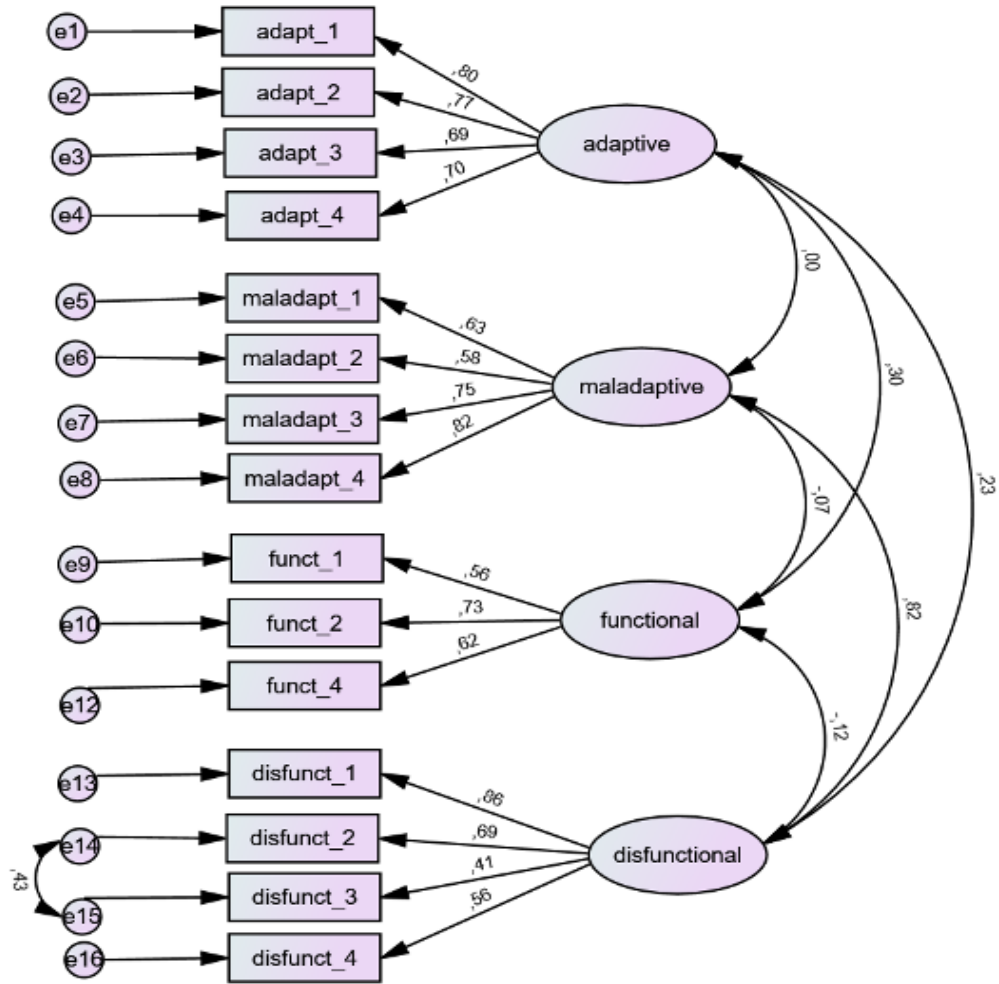 e1 adapt_1
,80
e2 adapt_2
,77
e3 adapt_3
,69
adaptive
e4 adapt_4
,70
,00
e5 maladapt_1
,63
e6 maladapt_2
,58
maladaptive
,30
e7 maladapt_3
,75
e8 maladapt_4
,82
,23
-,07
e9 funct_1
,56
e10 funct_2
,73
functional
,82
e12 funct_4
,62
-,12
e13 disfunct_1
,86
e14 disfunct_2
,69
disfunctional
,43
e15 disfunct_3
,41
e16 disfunct_4
,56